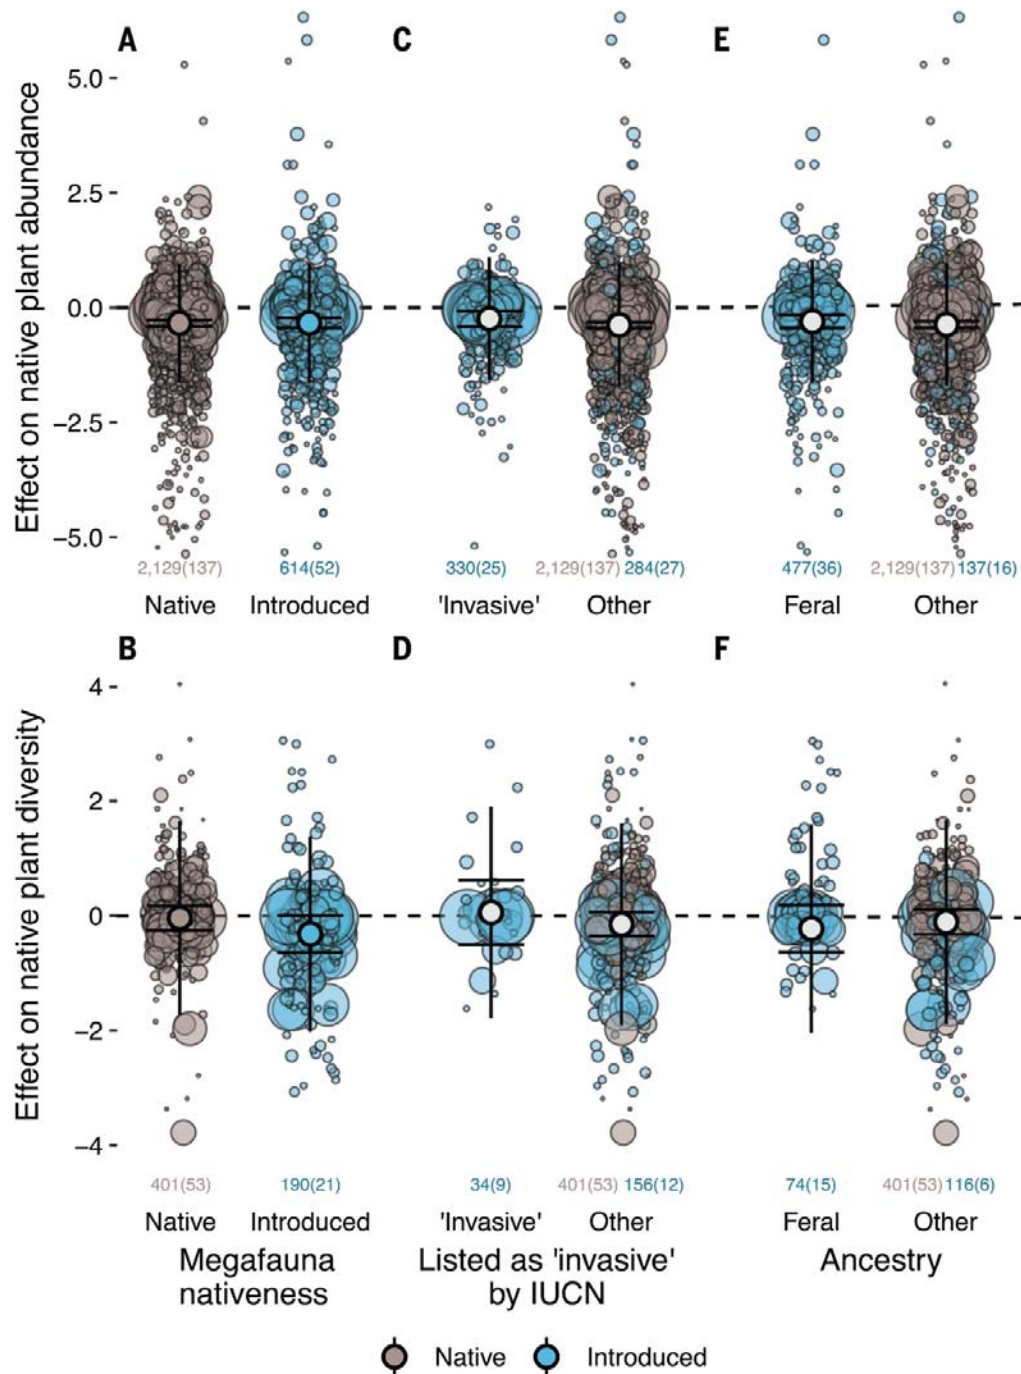 A
C
E
Effect on native plant abundance
5.0
2.5
0.0
−2.5
−5.0
2,129(137) 614(52) 330(25) 2,129(137) 284(27) 477(36) 2,129(137) 137(16)
Native Introduced 'Invasive' Other Feral Other
B
D
F
Effect on native plant diversity
4
2
0
−2
−4
401(53) 190(21) 34(9) 401(53) 156(12) 74(15) 401(53) 116(6)
Native Introduced 'Invasive' Other Feral Other
Megafauna
nativeness
Listed as 'invasive'
by IUCN
Ancestry
Native Introduced